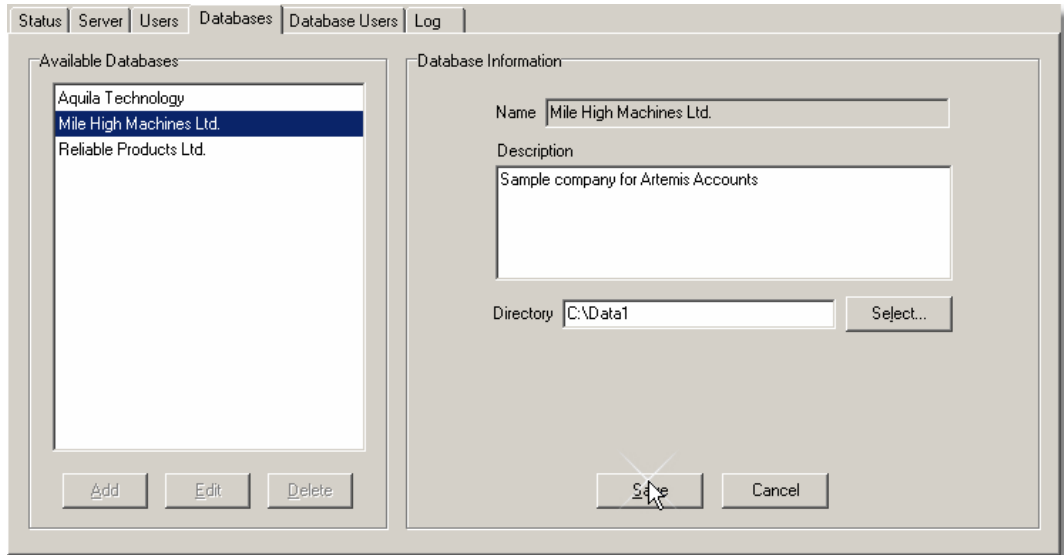 Status Server Users Databases Database Users Log
Available Databases
Aquila Technology
Mile High Machines Ltd.
Reliable Products Ltd.
Add Edit Delete
Database Information
Name Mile High Machines Ltd.
Description
Sample company for Artemis Accounts
Directory C:\Data1 Select...
Save Cancel